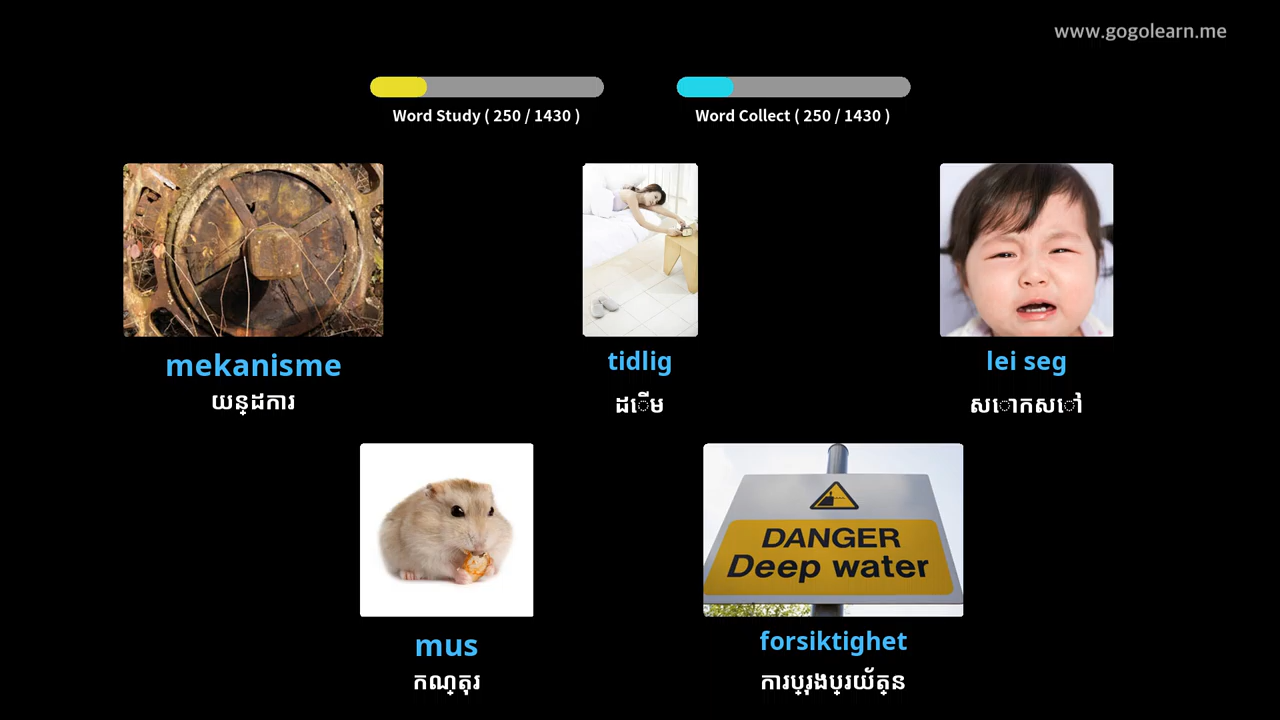 www.gogolearn.me
Word Study ( 250 / 1430 )
Word Collect ( 250 / 1430 )
mekanisme
យន្ដដការ
tidlig
ដើម
lei seg
សោកសៅ
DANGER
Deep water
mus
កណ្តុរ
forsiktighet
ការប្រុងប្រយ័ត្ន